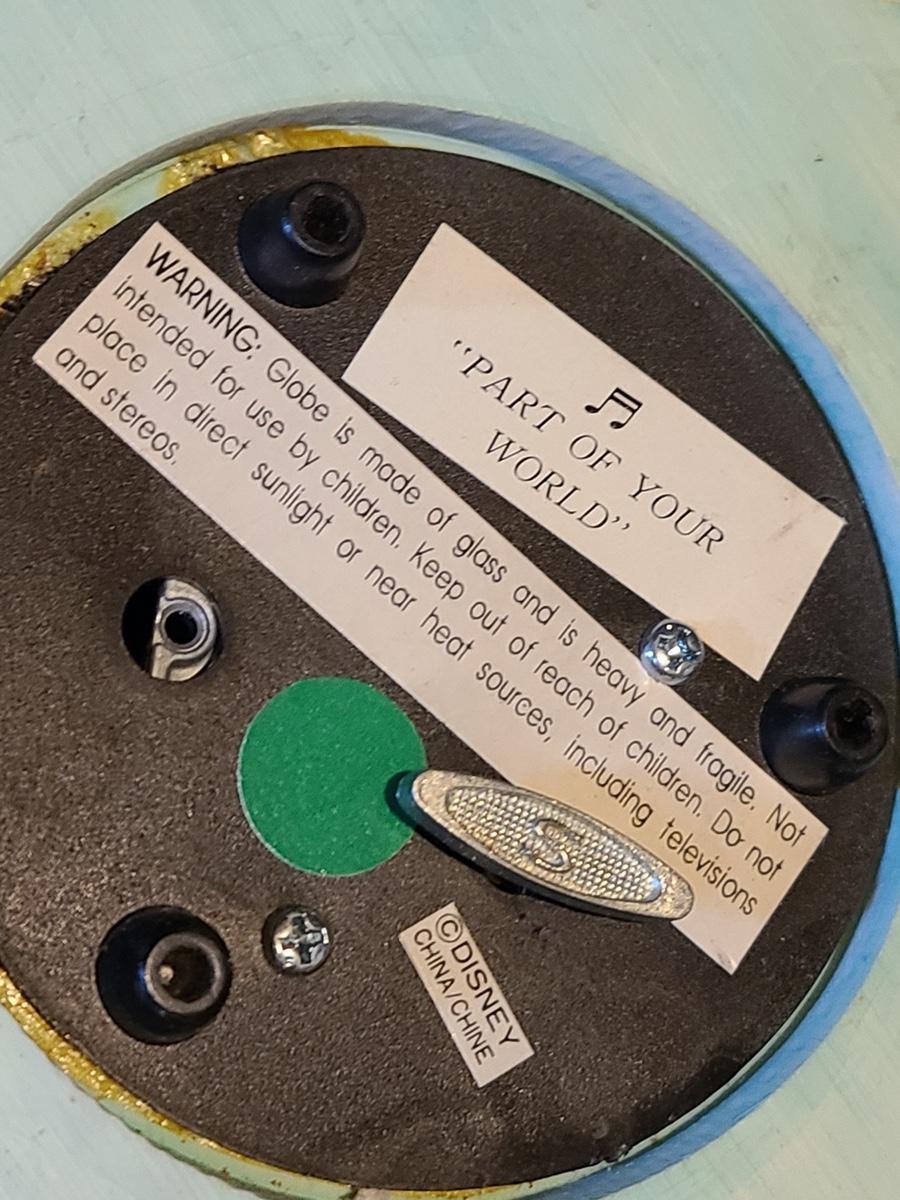 WARNING: Globe is made of glass and is heavy and fragile. Not
intended for use by children. Keep out of reach of children. Do not
place in direct sunlight or near heat sources, including televisions
and stereos.
"PART OF YOUR
WORLD"
S
©DISNEY
CHINA/CHINE